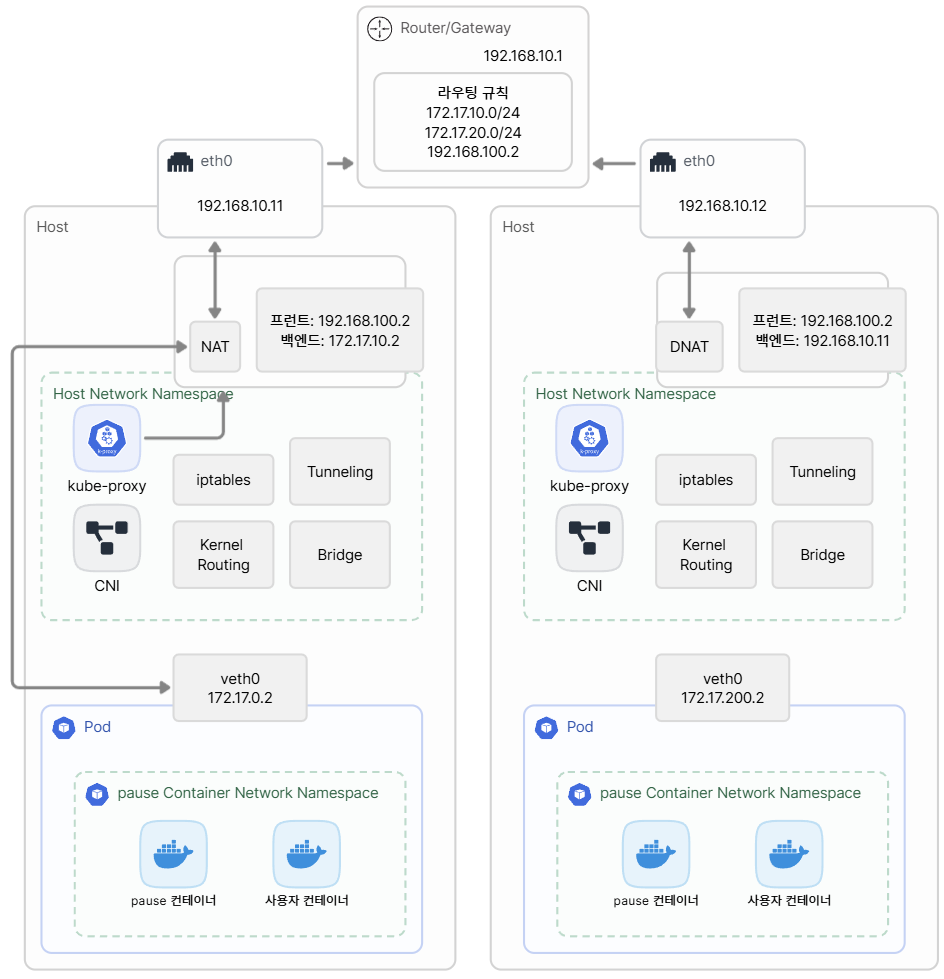 Router/Gateway
192.168.10.1
라우팅 규칙
172.17.10.0/24
172.17.20.0/24
192.168.100.2
eth0
192.168.10.11
eth0
192.168.10.12
Host
NAT
프런트: 192.168.100.2
백엔드: 172.17.10.2
Host Network Namespace
k-proxy
kube-proxy
iptables
Tunneling
CNI
Kernel
Routing
Bridge
veth0
172.17.0.2
Pod
pause Container Network Namespace
pause 컨테이너
사용자 컨테이너
Host
DNAT
프런트: 192.168.100.2
백엔드: 192.168.10.11
Host Network Namespace
k-proxy
kube-proxy
iptables
Tunneling
CNI
Kernel
Routing
Bridge
veth0
172.17.200.2
Pod
pause Container Network Namespace
pause 컨테이너
사용자 컨테이너